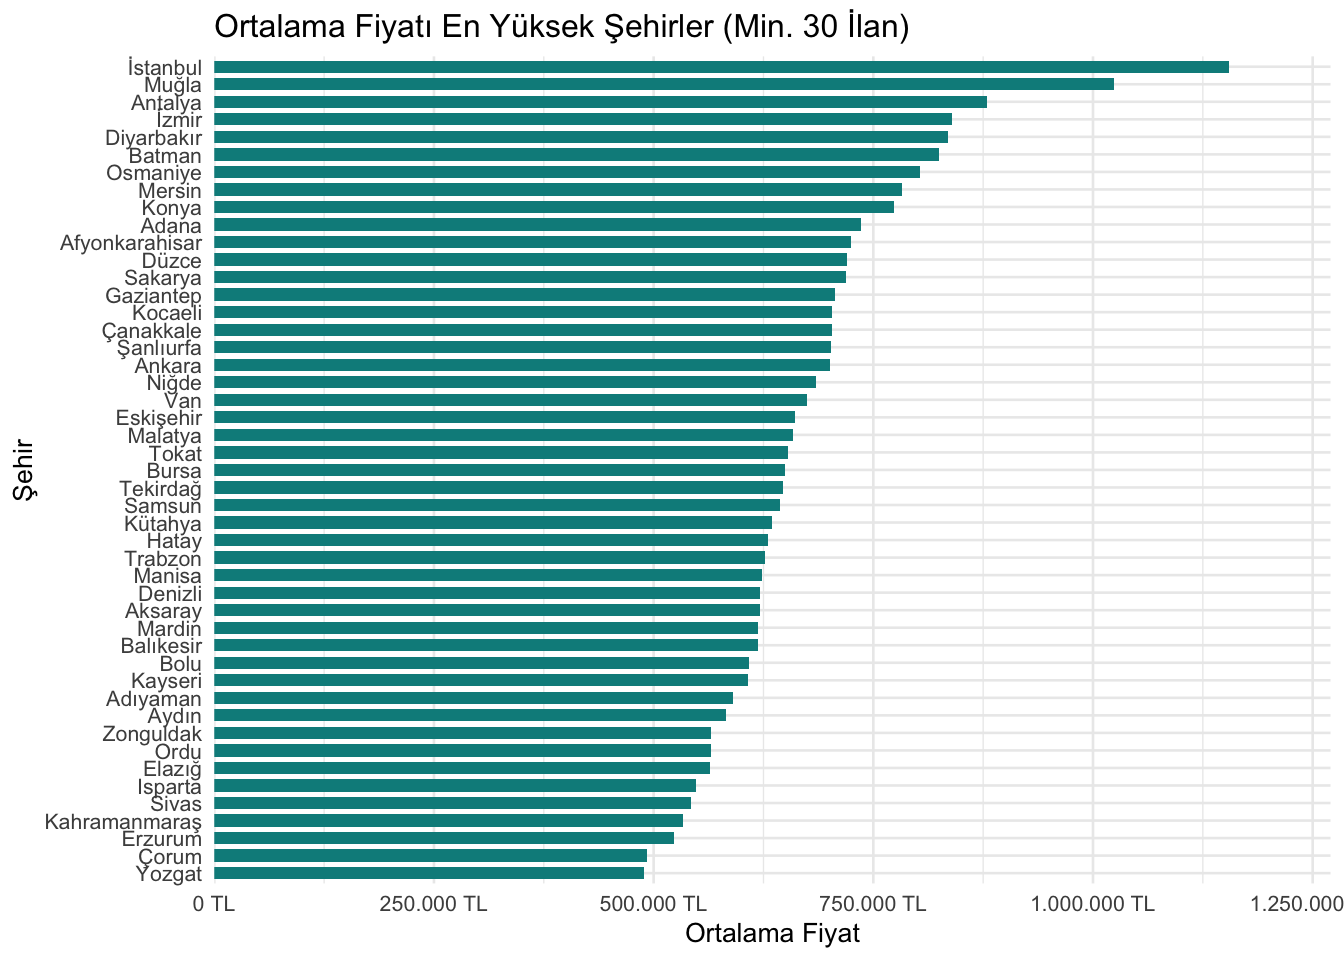 Ortalama Fiyatı En Yüksek Şehirler (Min. 30 İlan)
Şehir
İstanbul
Muğla
Antalya
İzmir
Diyarbakır
Batman
Osmaniye
Mersin
Konya
Adana
Afyonkarahisar
Düzce
Sakarya
Gaziantep
Kocaeli
Çanakkale
Şanlıurfa
Ankara
Niğde
Van
Eskişehir
Malatya
Tokat
Bursa
Tekirdağ
Samsun
Kütahya
Hatay
Trabzon
Manisa
Denizli
Aksaray
Mardin
Balıkesir
Bolu
Kayseri
Adıyaman
Aydın
Zonguldak
Ordu
Elazığ
Isparta
Sivas
Kahramanmaraş
Erzurum
Çorum
Yozgat
0 TL 250.000 TL 500.000 TL 750.000 TL 1.000.000 TL 1.250.000
Ortalama Fiyat